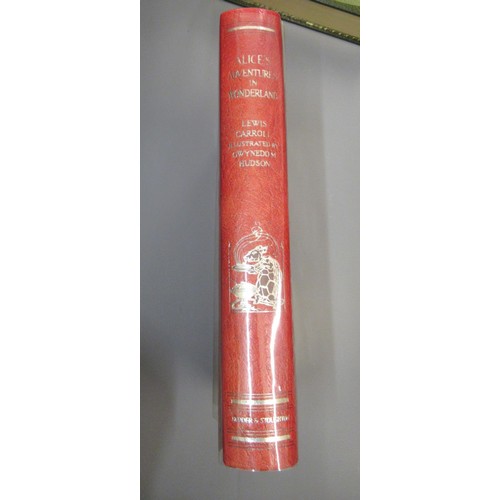 ALICE'S
ADVENTURES
IN
WONDERLAND
LEWIS
CARROLL
ILLUSTRATED BY
GWYNEDD M
HUDSON
HODDER & STOUGHTON